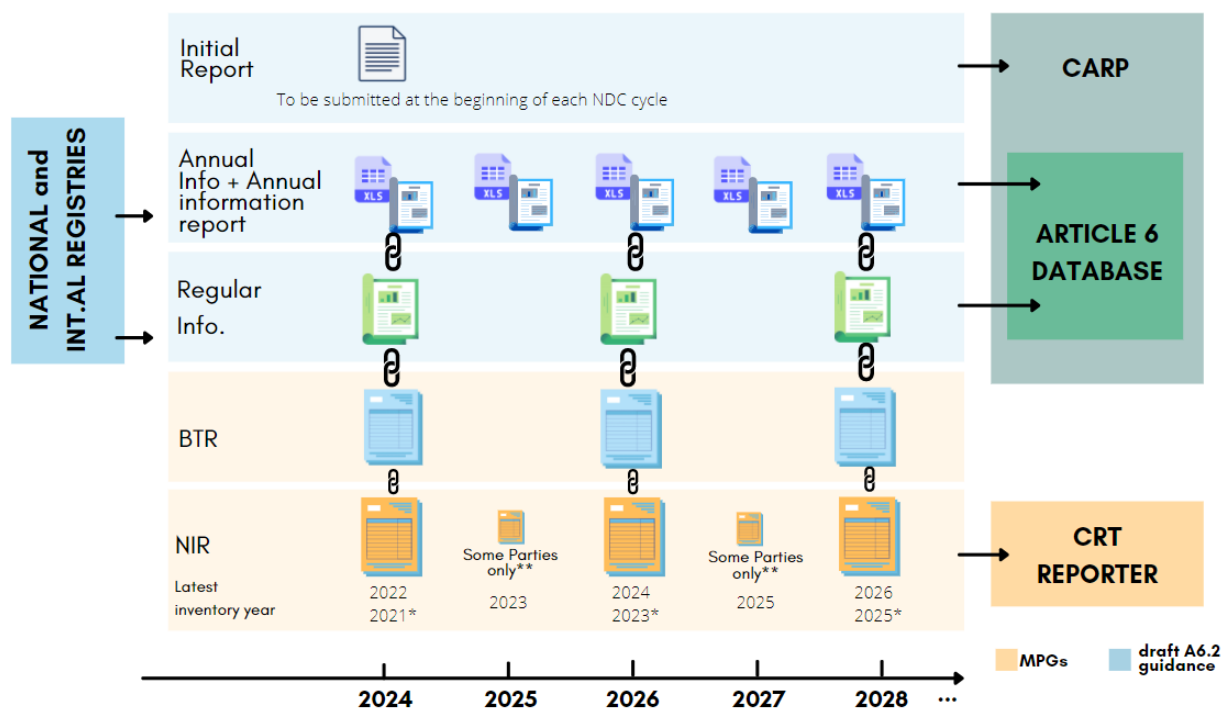 Initial
Report
To be submitted at the beginning of each NDC cycle
CARP
NATIONAL and
INT.AL REGISTRIES
Annual
Info + Annual
information
report
XLS
XLS
XLS
XLS
XLS
ARTICLE 6
DATABASE
Regular
Info.
BTR
NIR
Latest
inventory year
Some Parties
only**
Some Parties
only**
2022
2021*
2023
2024
2023*
2025
2026
2025*
CRT
REPORTER
MPGs
draft A6.2
guidance
2024
2025
2026
2027
2028
...